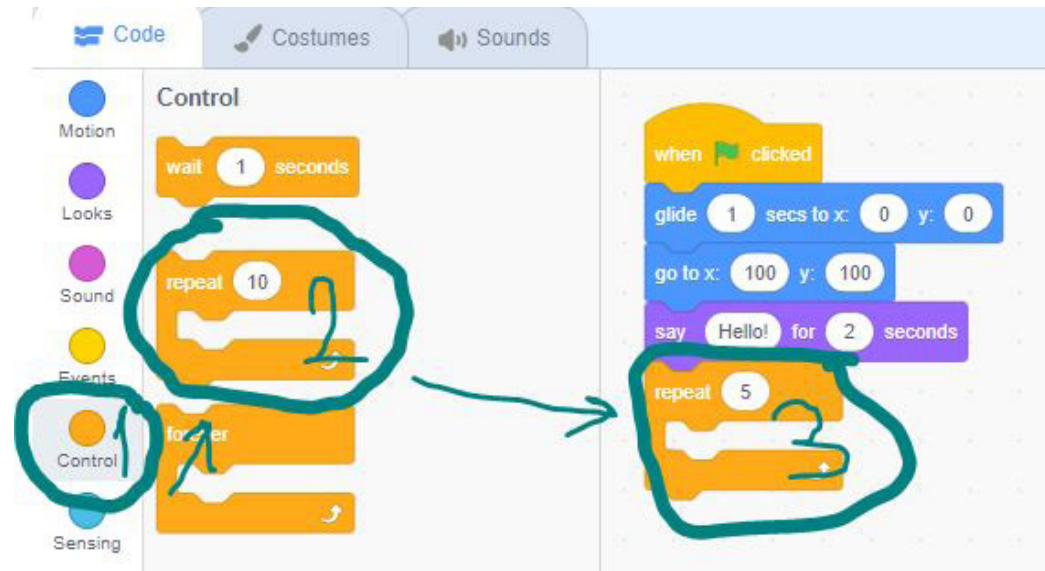 Code Costumes Sounds
Motion
Looks
Sound
Events
Control
Sensing
Control
wait 1 seconds
repeat 10
forever
when clicked
glide 1 secs to x: 0 y: 0
go to x: 100 y: 100
say Hello! for 2 seconds
repeat 5
1
2
3